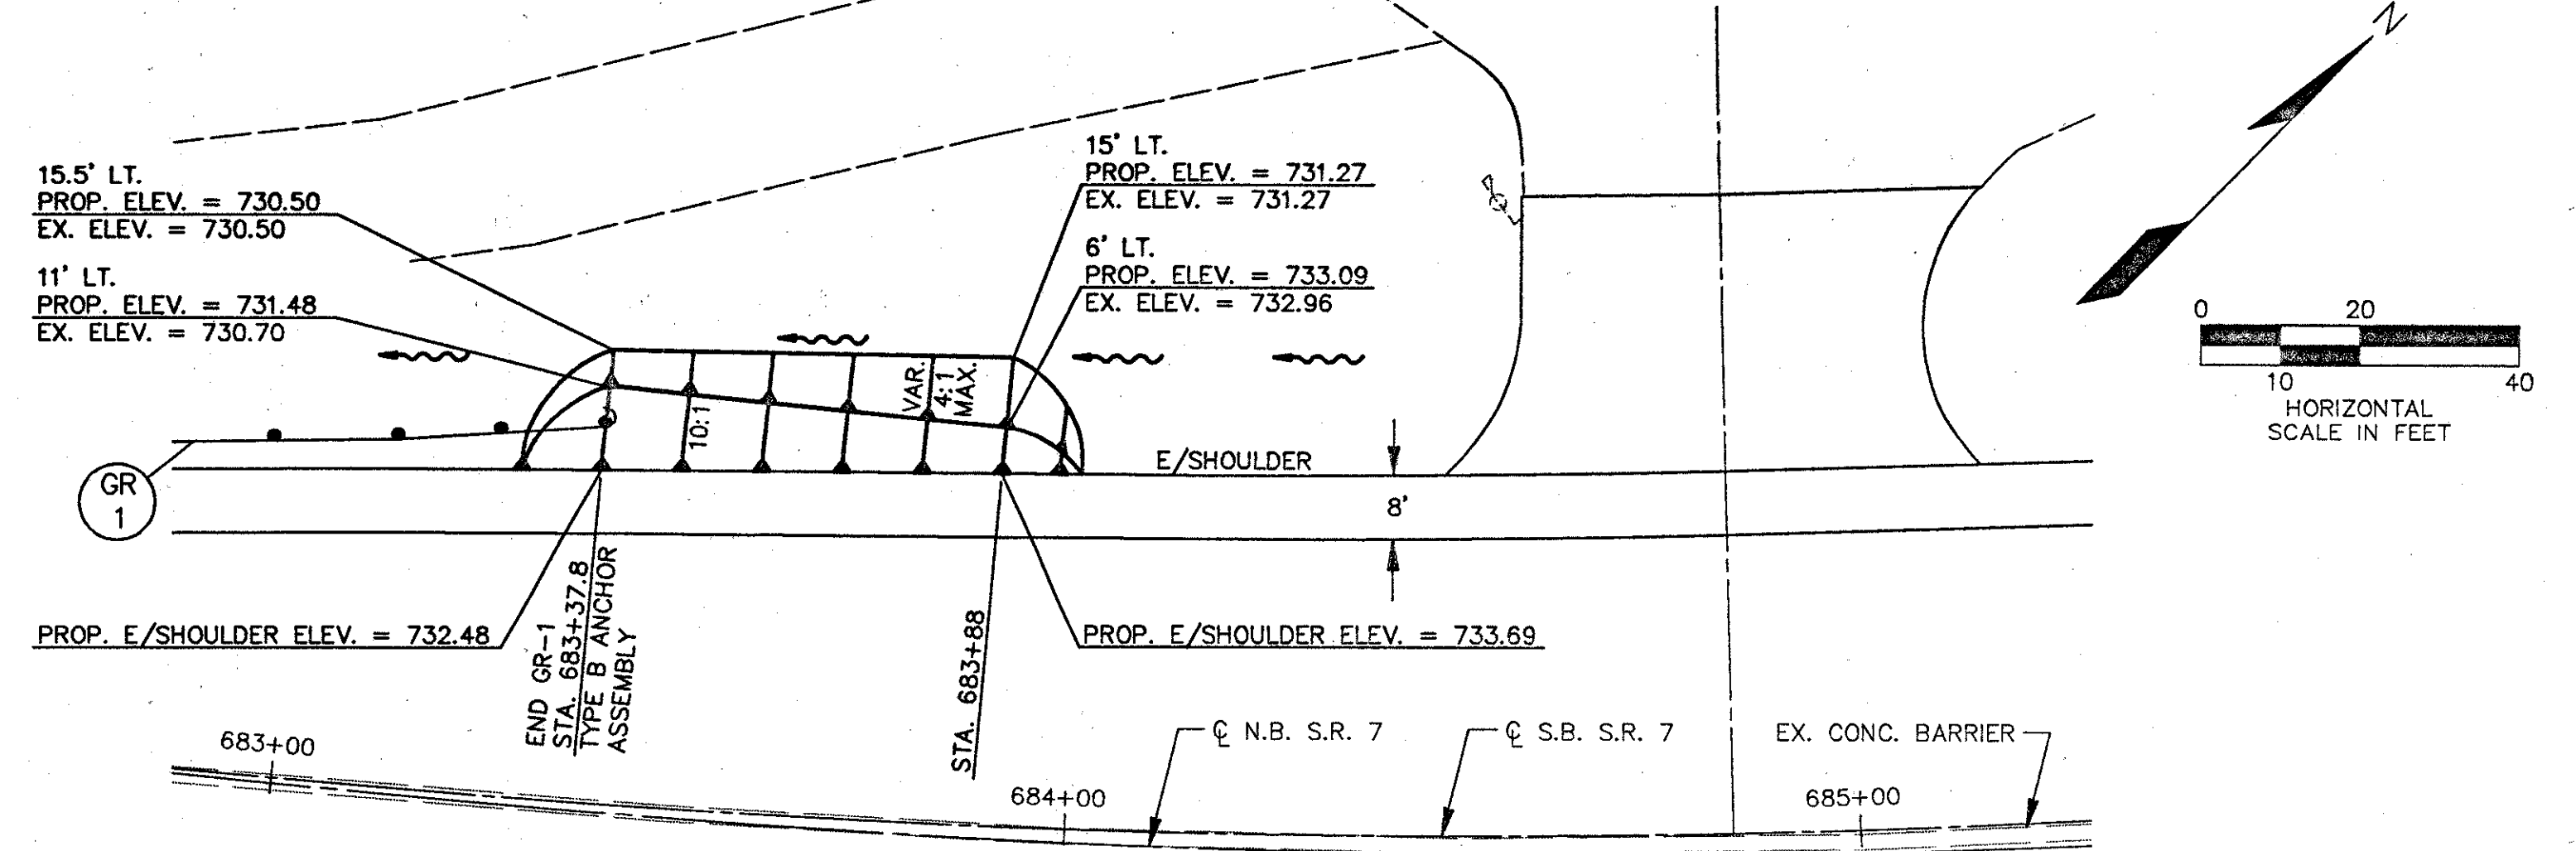 N
15.5' LT.
PROP. ELEV. = 730.50
EX. ELEV. = 730.50
11' LT.
PROP. ELEV. = 731.48
EX. ELEV. = 730.70
15' LT.
PROP. ELEV. = 731.27
EX. ELEV. = 731.27
6' LT.
PROP. ELEV. = 733.09
EX. ELEV. = 732.96
0 20
10 40
HORIZONTAL
SCALE IN FEET
VAR.
4:1
MAX.
10:1
E/SHOULDER
8'
GR
1
PROP. E/SHOULDER ELEV. = 732.48
END GR-1
STA. 683+37.8
TYPE B ANCHOR
ASSEMBLY
STA. 683+88
PROP. E/SHOULDER ELEV. = 733.69
683+00
℄ N.B. S.R. 7
℄ S.B. S.R. 7
EX. CONC. BARRIER
684+00
685+00